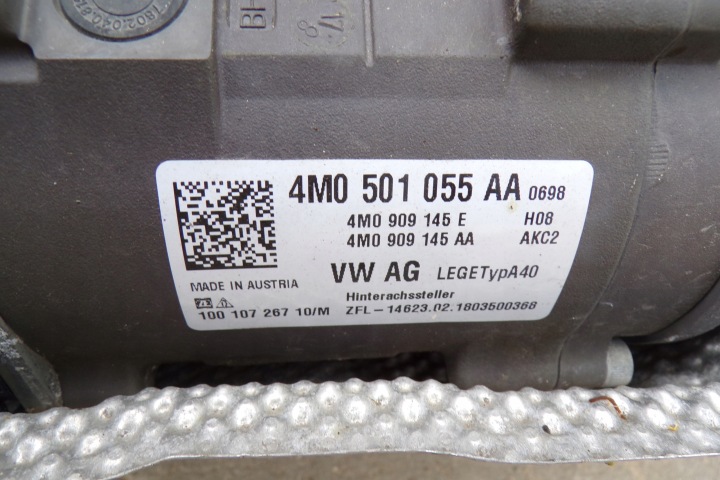 4M0 501 055 AA 0698
4M0 909 145 E H08
4M0 909 145 AA AKC2
VW AG LEGETypA40
MADE IN AUSTRIA
Hinterachssteller
ZF
100 107 267 10/M ZFL-14623.02.1803500368